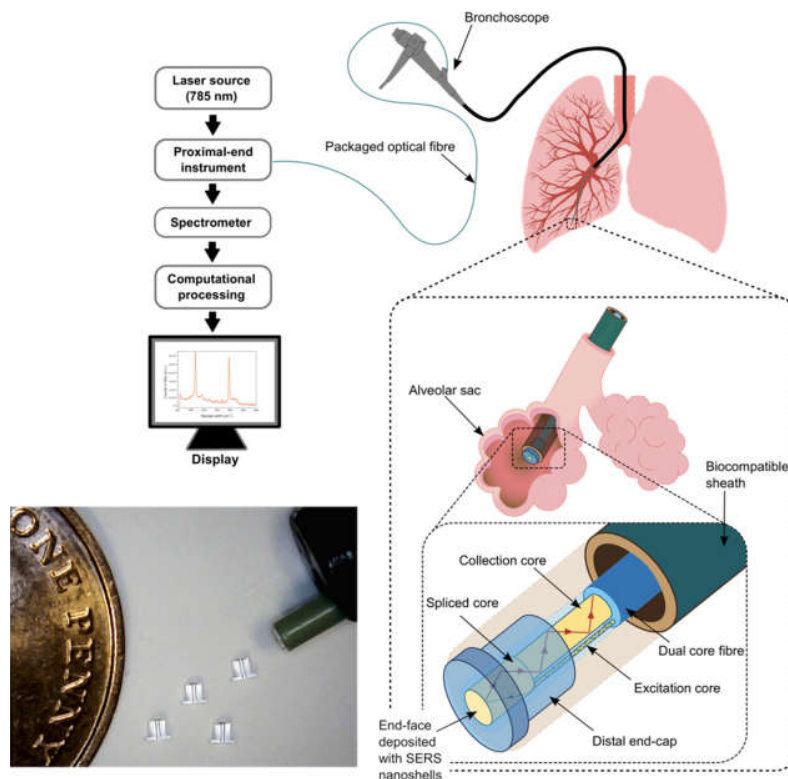 Bronchoscope
Laser source
(785 nm)
Proximal-end
instrument
Packaged optical fibre
Spectrometer
Computational
processing
Display
Alveolar sac
Biocompatible
sheath
Collection core
Spliced core
Dual core fibre
Excitation core
End-face
deposited
with SERS
nanoshells
Distal end-cap
ONE PENNY